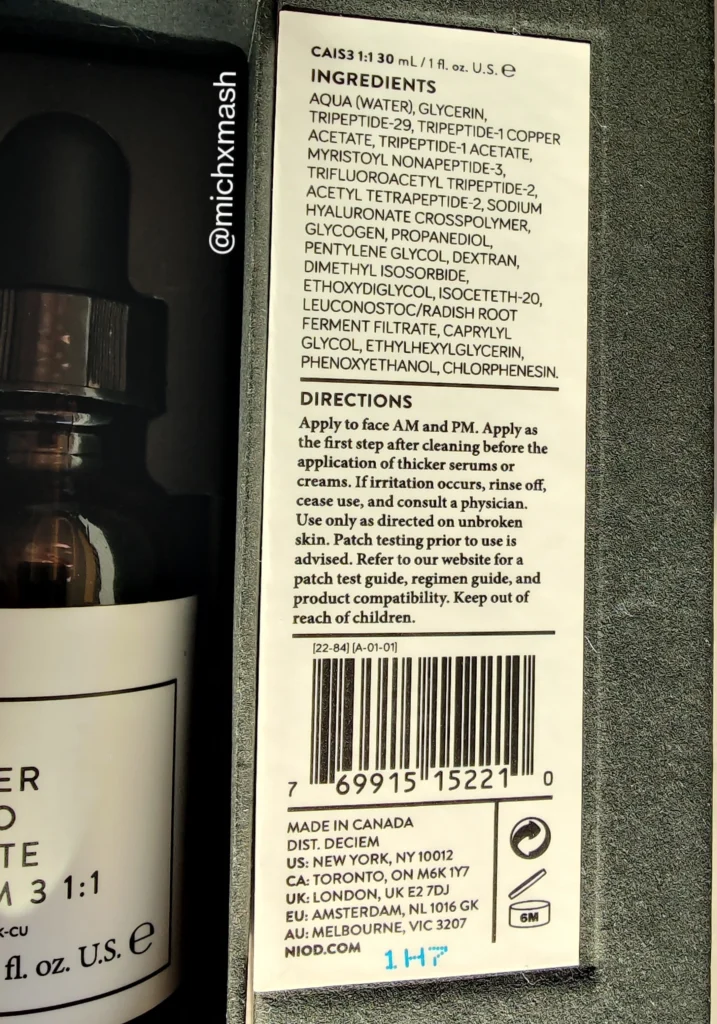 @michxmash
CAIS3 1:1 30 mL / 1 fl. oz. U.S. ℮
INGREDIENTS
AQUA (WATER), GLYCERIN,
TRIPEPTIDE-29, TRIPEPTIDE-1 COPPER
ACETATE, TRIPEPTIDE-1 ACETATE,
MYRISTOYL NONAPEPTIDE-3,
TRIFLUOROACETYL TRIPEPTIDE-2,
ACETYL TETRAPEPTIDE-2, SODIUM
HYALURONATE CROSSPOLYMER,
GLYCOGEN, PROPANEDIOL,
PENTYLENE GLYCOL, DEXTRAN,
DIMETHYL ISOSORBIDE,
ETHOXYDIGLYCOL, ISOCETETH-20,
LEUCONOSTOC/RADISH ROOT
FERMENT FILTRATE, CAPRYLYL
GLYCOL, ETHYLHEXYLGLYCERIN,
PHENOXYETHANOL, CHLORPHENESIN.
DIRECTIONS
Apply to face AM and PM. Apply as
the first step after cleaning before the
application of thicker serums or
creams. If irritation occurs, rinse off,
cease use, and consult a physician.
Use only as directed on unbroken
skin. Patch testing prior to use is
advised. Refer to our website for a
patch test guide, regimen guide, and
product compatibility. Keep out of
reach of children.
[22-84] [A-01-01]
7 69915 15221 0
MADE IN CANADA
DIST. DECIEM
US: NEW YORK, NY 10012
CA: TORONTO, ON M6K 1Y7
UK: LONDON, UK E2 7DJ
EU: AMSTERDAM, NL 1016 GK
AU: MELBOURNE, VIC 3207
NIOD.COM
1H7
6M
ER
O
TE
M 3 1:1
K-CU
fl. oz. U.S. ℮